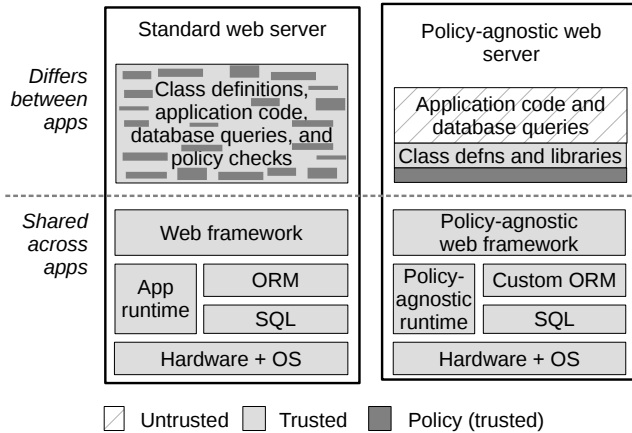 Standard web server
Policy-agnostic web
server
Differs
between
apps
Class definitions,
application code,
database queries, and
policy checks
Application code and
database queries
Class defns and libraries
Shared
across
apps
Web framework
Policy-agnostic
web framework
App
runtime
ORM
SQL
Policy-
agnostic
runtime
Custom ORM
SQL
Hardware + OS
Hardware + OS
Untrusted
Trusted
Policy (trusted)